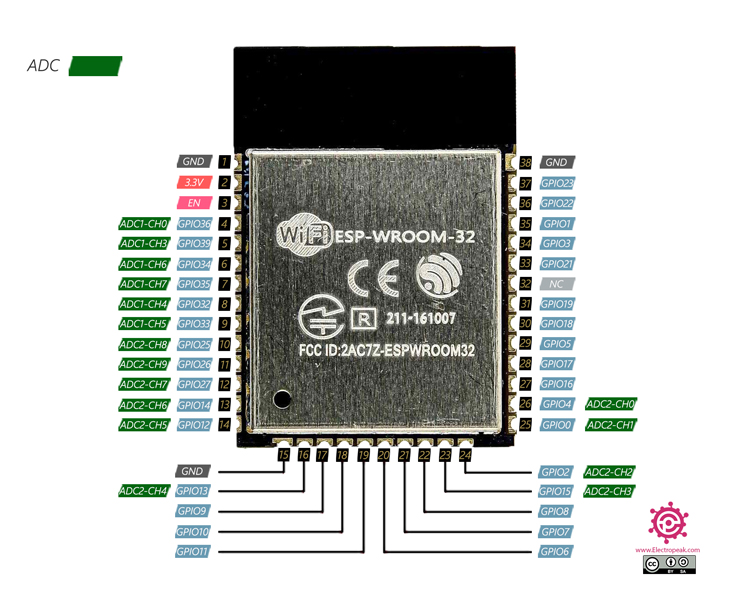 ADC
GND 1
3.3V 2
EN 3
ADC1-CH0 GPIO36 4
ADC1-CH3 GPIO39 5
ADC1-CH6 GPIO34 6
ADC1-CH7 GPIO35 7
ADC1-CH4 GPIO32 8
ADC1-CH5 GPIO33 9
ADC2-CH8 GPIO25 10
ADC2-CH9 GPIO26 11
ADC2-CH7 GPIO27 12
ADC2-CH6 GPIO14 13
ADC2-CH5 GPIO12 14
WiFi ESP-WROOM-32
CE
R 211-161007
FCC ID:2AC7Z-ESPWROOM32
38 GND
37 GPIO23
36 GPIO22
35 GPIO1
34 GPIO3
33 GPIO21
32 NC
31 GPIO19
30 GPIO18
29 GPIO5
28 GPIO17
27 GPIO16
26 GPIO4 ADC2-CH0
25 GPIO0 ADC2-CH1
15 16 17 18 19 20 21 22 23 24
GND
ADC2-CH4 GPIO13
GPIO9
GPIO10
GPIO11
GPIO2 ADC2-CH2
GPIO15 ADC2-CH3
GPIO8
GPIO7
GPIO6
www.Electropeak.com
cc
BY SA